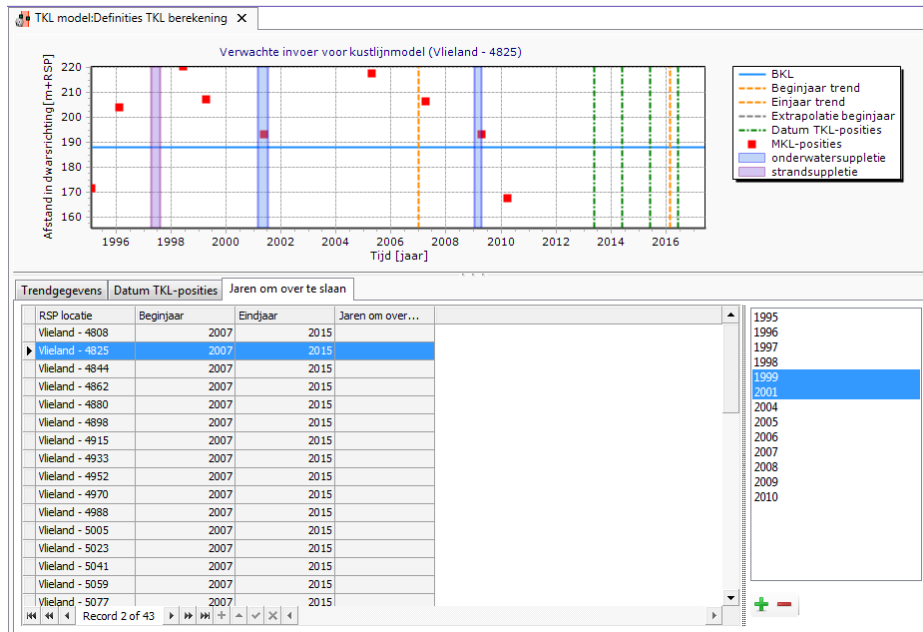 TKL model:Definities TKL berekening X
Verwachte invoer voor kustlijnmodel (Vlieland - 4825)
Afstand in dwarsrichting[m+RSP]
220
210
200
190
180
170
160
1996 1998 2000 2002 2004 2006 2008 2010 2012 2014 2016
Tijd [jaar]
BKL
Beginjaar trend
Einjaar trend
Extrapolatie beginjaar
Datum TKL-posities
MKL-posities
onderwatersuppletie
strandsuppletie
Trendgegevens Datum TKL-posities Jaren om over te slaan
RSP locatie Beginjaar Eindjaar Jaren om over...
Vlieland - 4808 2007 2015
Vlieland - 4825 2007 2015
Vlieland - 4844 2007 2015
Vlieland - 4862 2007 2015
Vlieland - 4880 2007 2015
Vlieland - 4898 2007 2015
Vlieland - 4915 2007 2015
Vlieland - 4933 2007 2015
Vlieland - 4952 2007 2015
Vlieland - 4970 2007 2015
Vlieland - 4988 2007 2015
Vlieland - 5005 2007 2015
Vlieland - 5023 2007 2015
Vlieland - 5041 2007 2015
Vlieland - 5059 2007 2015
Vlieland - 5077 2007 2015
Record 2 of 43
1995
1996
1997
1998
1999
2001
2004
2005
2006
2007
2008
2009
2010